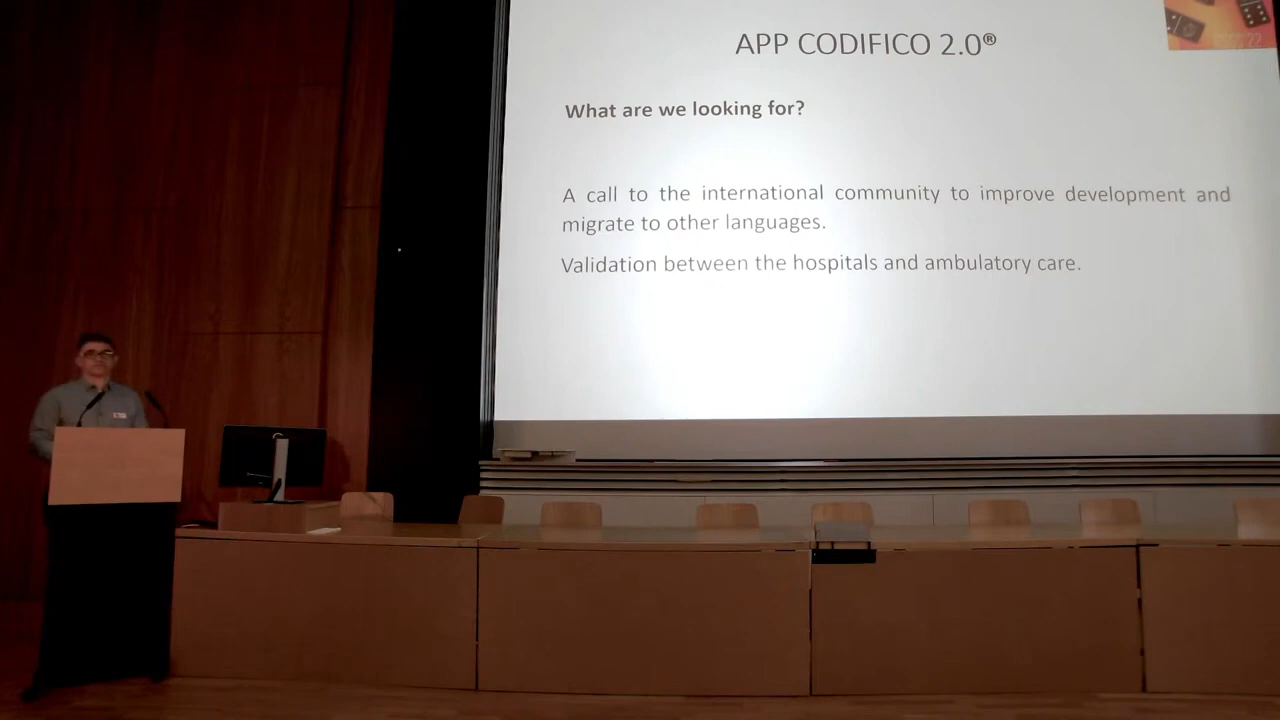 APP CODIFICO 2.0®
What are we looking for?
A call to the international community to improve development and
migrate to other languages.
Validation between the hospitals and ambulatory care.